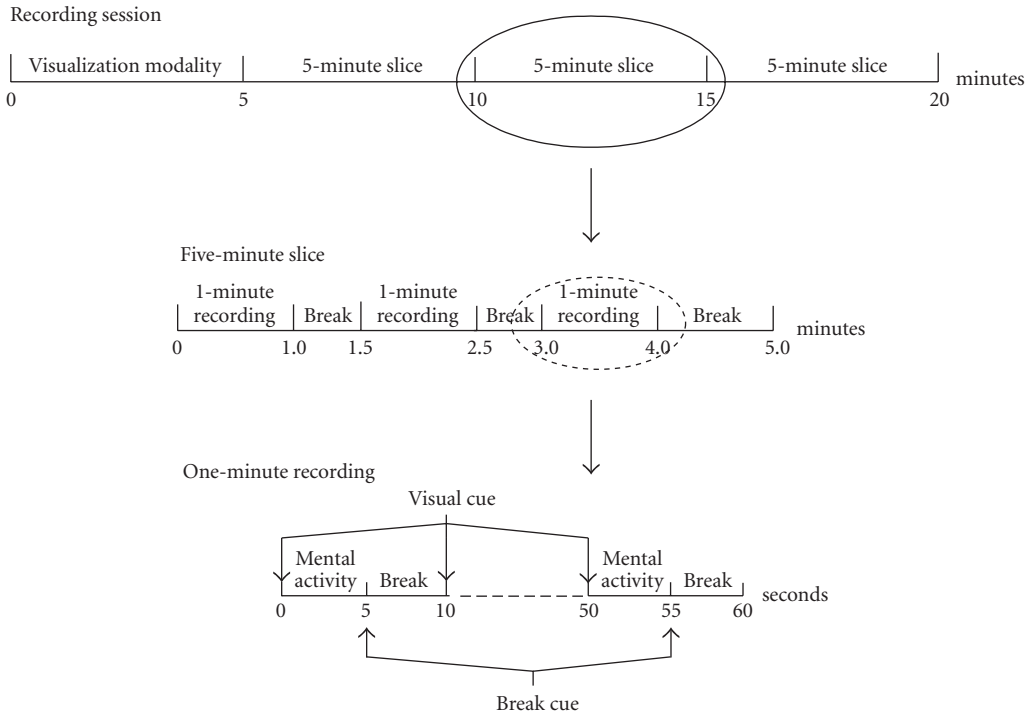 Recording session
Visualization modality 5-minute slice 5-minute slice 5-minute slice minutes
0 5 10 15 20
Five-minute slice
1-minute recording Break 1-minute recording Break 1-minute recording Break minutes
0 1.0 1.5 2.5 3.0 4.0 5.0
One-minute recording
Visual cue
Mental activity Break Mental activity Break seconds
0 5 10 50 55 60
Break cue